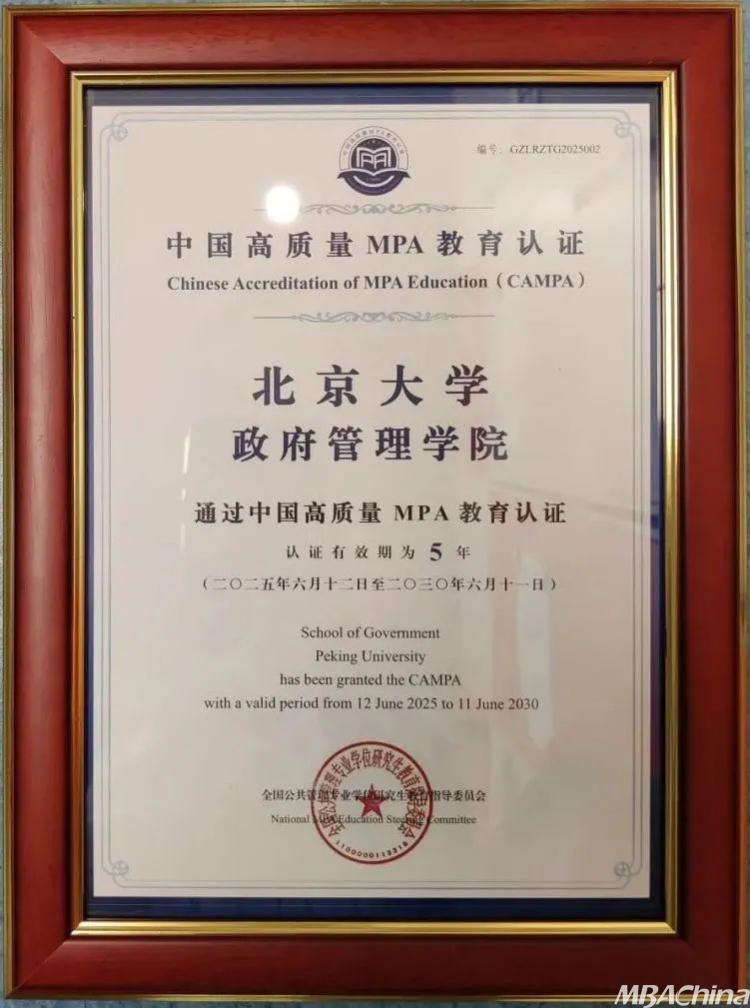 编号：GZLRZTG2025002
中国高质量 MPA 教育认证
Chinese Accreditation of MPA Education（CAMPA）
北京大学
政府管理学院
通过中国高质量 MPA 教育认证
认证有效期为 5 年
（二〇二五年六月十二日至二〇三〇年六月十一日）
School of Government
Peking University
has been granted the CAMPA
with a valid period from 12 June 2025 to 11 June 2030
全国公共管理专业学位研究生教育指导委员会
National MPA Education Steering Committee
MBAChina